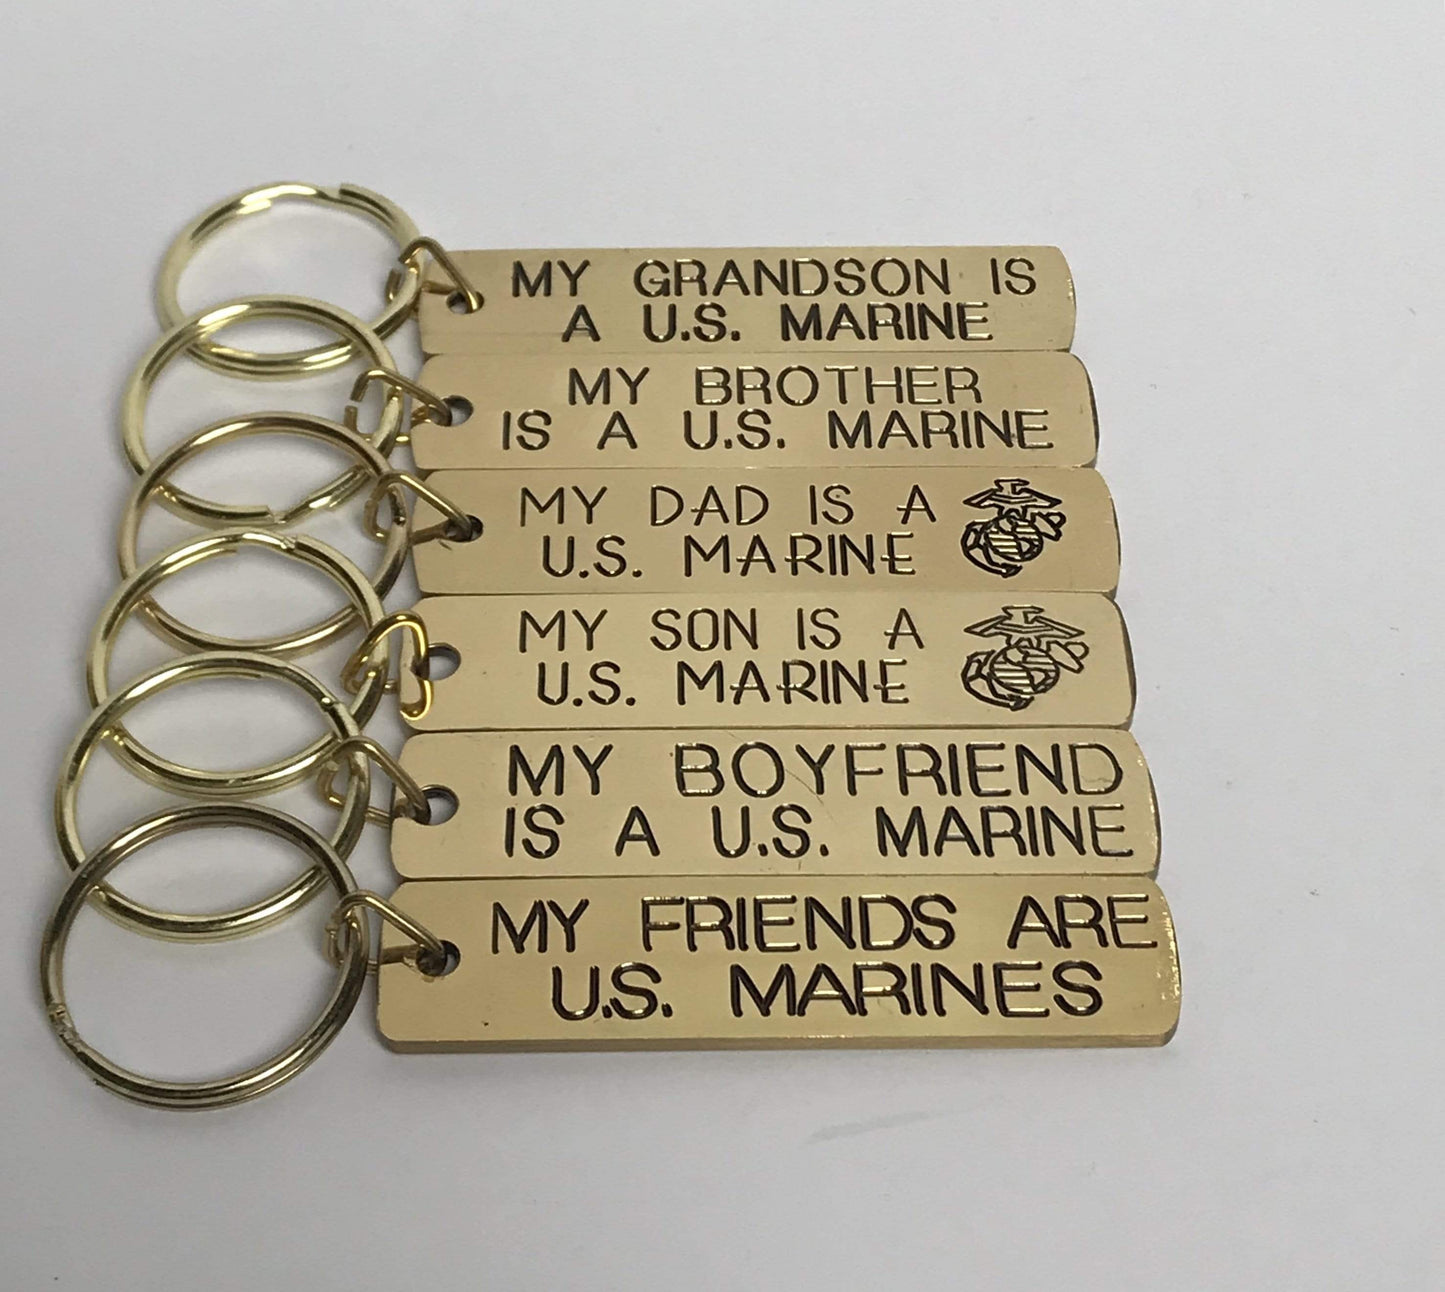 MY GRANDSON IS
A U.S. MARINE
MY BROTHER
IS A U.S. MARINE
MY DAD IS A
U.S. MARINE
MY SON IS A
U.S. MARINE
MY BOYFRIEND
IS A U.S. MARINE
MY FRIENDS ARE
U.S. MARINES